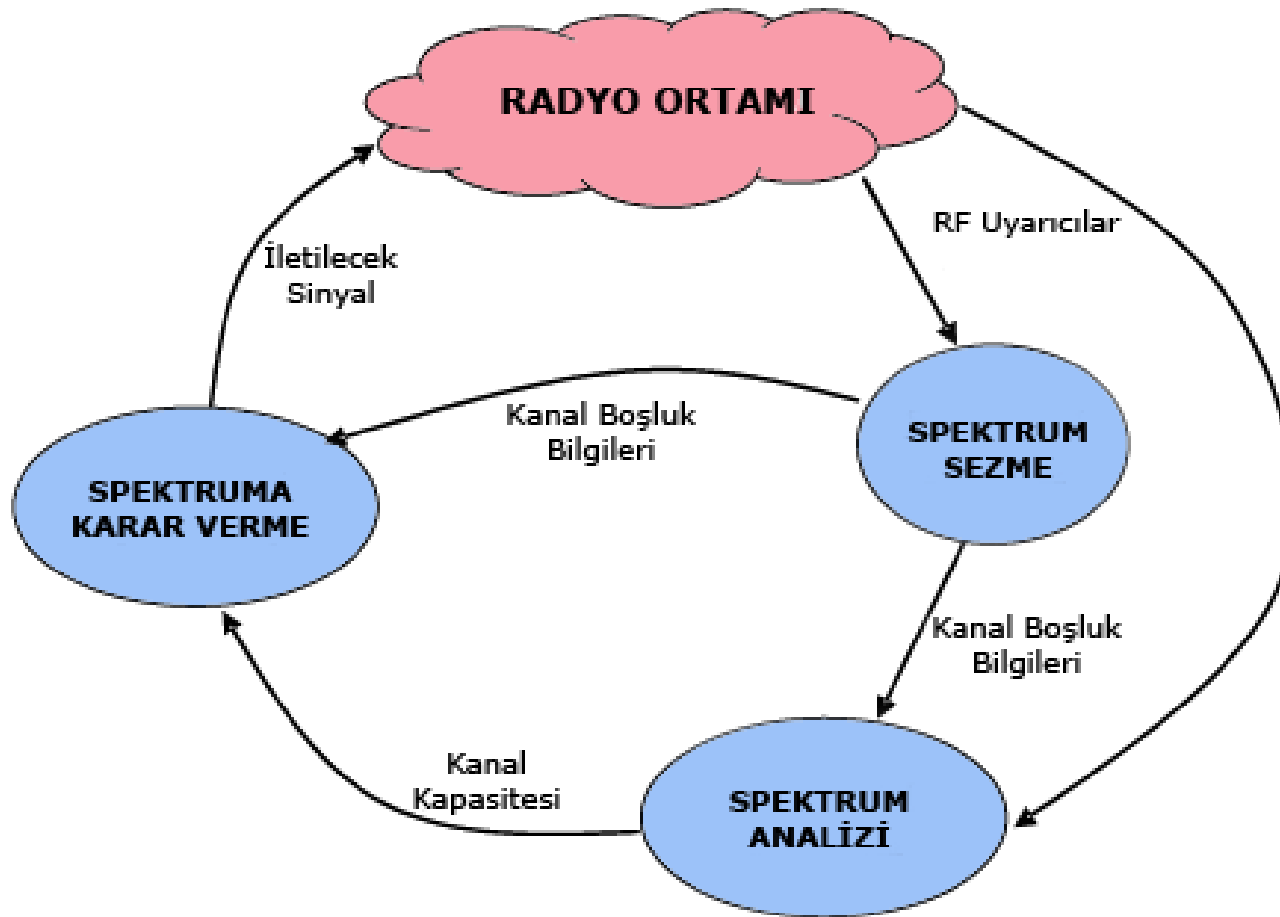 RADYO ORTAMI
RF Uyarıcılar
İletilecek
Sinyal
Kanal Boşluk
Bilgileri
SPEKTRUM
SEZME
SPEKTRUMA
KARAR VERME
Kanal Boşluk
Bilgileri
Kanal
Kapasitesi
SPEKTRUM
ANALİZİ